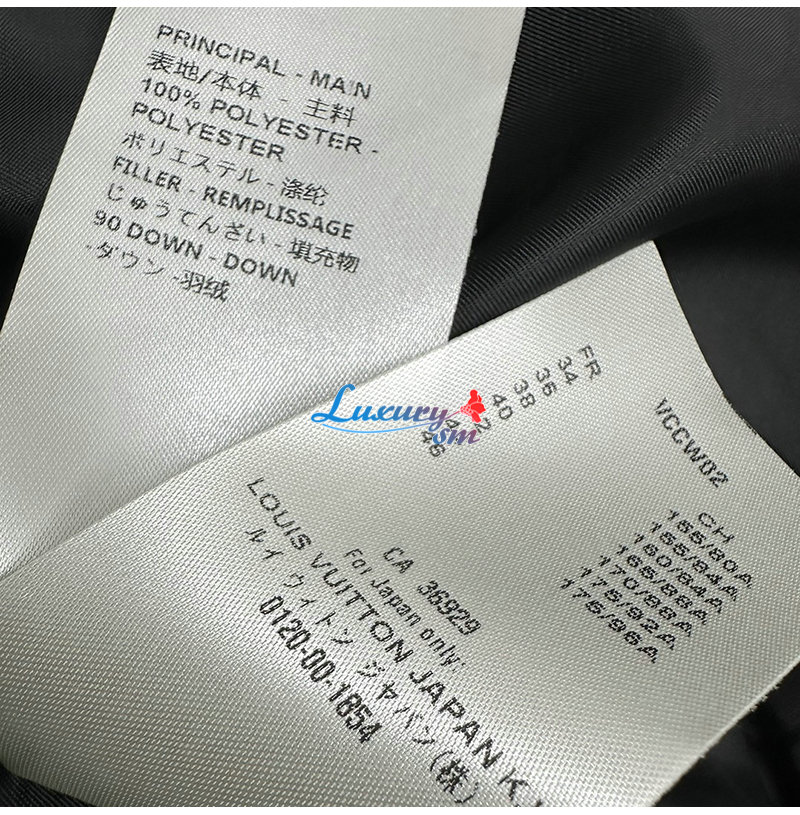 PRINCIPAL - MAIN
表地/本体 - 主料
100% POLYESTER -
POLYESTER
ポリエステル - 涤纶
FILLER - REMPLISSAGE
じゅうてんざい - 填充物
90 DOWN - DOWN
-ダウン -羽绒
Luxury
sm
FR
34
36
38
40
46
VCCW02
CH
155/80A
155/84A
160/84A
165/88A
170/88A
175/92A
175/96A
CA 36929
For Japan only:
LOUIS VUITTON JAPAN K.
ルイ ヴィトン ジャパン(株)
0120-00-1854